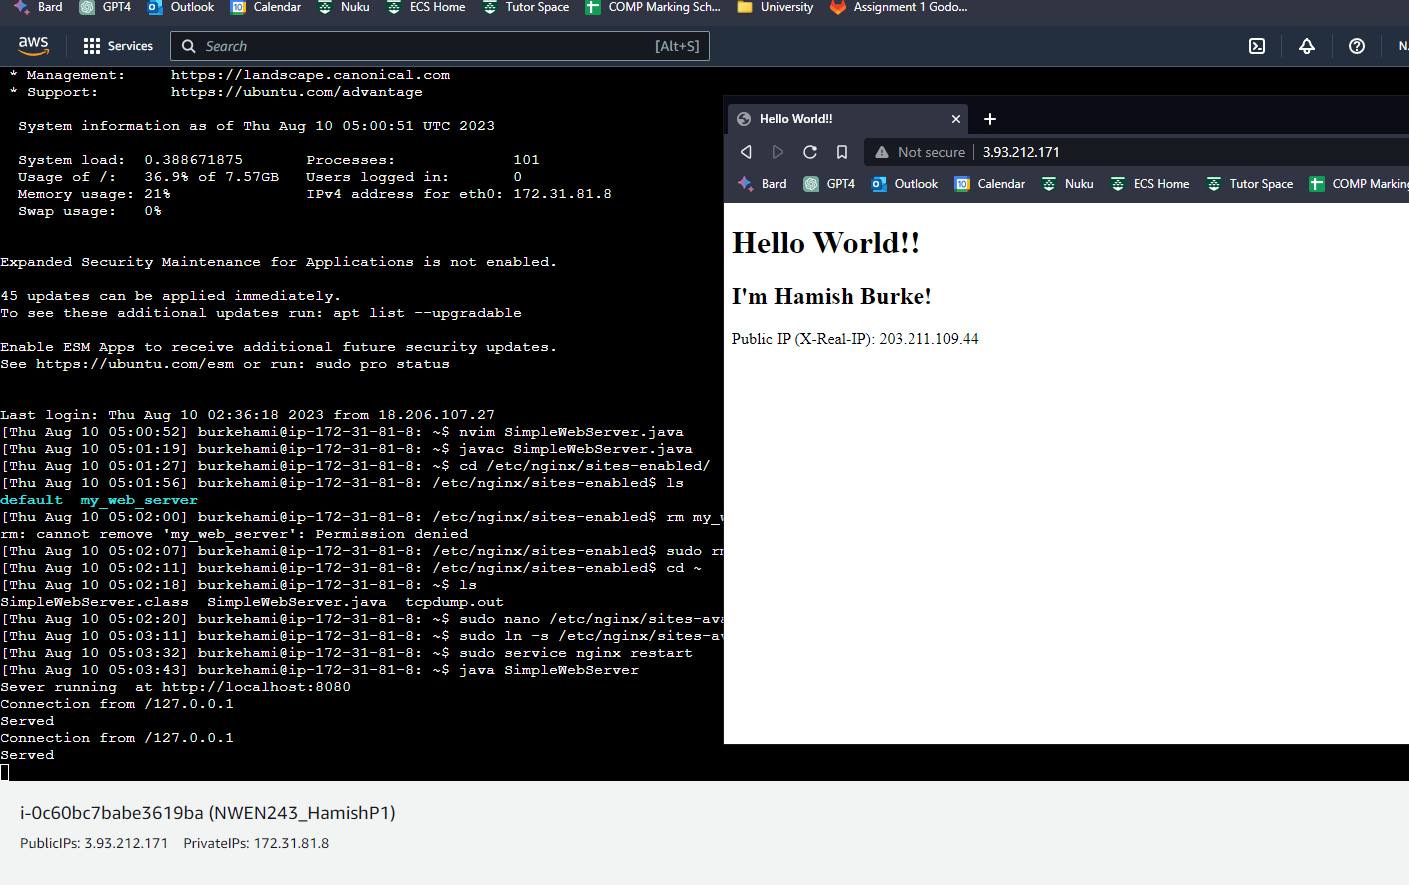 Bard GPT4 Outlook Calendar Nuku ECS Home Tutor Space COMP Marking Sch... University Assignment 1 Godo...
aws Services Search [Alt+S] N
* Management: https://landscape.canonical.com
* Support: https://ubuntu.com/advantage
System information as of Thu Aug 10 05:00:51 UTC 2023
System load: 0.388671875 Processes: 101
Usage of /: 36.9% of 7.57GB Users logged in: 0
Memory usage: 21% IPv4 address for eth0: 172.31.81.8
Swap usage: 0%
Expanded Security Maintenance for Applications is not enabled.
45 updates can be applied immediately.
To see these additional updates run: apt list --upgradable
Enable ESM Apps to receive additional future security updates.
See https://ubuntu.com/esm or run: sudo pro status
Last login: Thu Aug 10 02:36:18 2023 from 18.206.107.27
[Thu Aug 10 05:00:52] burkehami@ip-172-31-81-8: ~$ nvim SimpleWebServer.java
[Thu Aug 10 05:01:19] burkehami@ip-172-31-81-8: ~$ javac SimpleWebServer.java
[Thu Aug 10 05:01:27] burkehami@ip-172-31-81-8: ~$ cd /etc/nginx/sites-enabled/
[Thu Aug 10 05:01:56] burkehami@ip-172-31-81-8: /etc/nginx/sites-enabled$ ls
default my_web_server
[Thu Aug 10 05:02:00] burkehami@ip-172-31-81-8: /etc/nginx/sites-enabled$ rm my_
rm: cannot remove 'my_web_server': Permission denied
[Thu Aug 10 05:02:07] burkehami@ip-172-31-81-8: /etc/nginx/sites-enabled$ sudo
[Thu Aug 10 05:02:11] burkehami@ip-172-31-81-8: /etc/nginx/sites-enabled$ cd ~
[Thu Aug 10 05:02:18] burkehami@ip-172-31-81-8: ~$ ls
SimpleWebServer.class SimpleWebServer.java tcpdump.out
[Thu Aug 10 05:02:20] burkehami@ip-172-31-81-8: ~$ sudo nano /etc/nginx/sites-ava
[Thu Aug 10 05:03:11] burkehami@ip-172-31-81-8: ~$ sudo ln -s /etc/nginx/sites-av
[Thu Aug 10 05:03:32] burkehami@ip-172-31-81-8: ~$ sudo service nginx restart
[Thu Aug 10 05:03:43] burkehami@ip-172-31-81-8: ~$ java SimpleWebServer
Sever running at http://localhost:8080
Connection from /127.0.0.1
Served
Connection from /127.0.0.1
Served
Hello World!!
Not secure 3.93.212.171
Bard GPT4 Outlook Calendar Nuku ECS Home Tutor Space COMP Marking
Hello World!!
I'm Hamish Burke!
Public IP (X-Real-IP): 203.211.109.44
i-0c60bc7babe3619ba (NWEN243_HamishP1)
PublicIPs: 3.93.212.171 PrivateIPs: 172.31.81.8